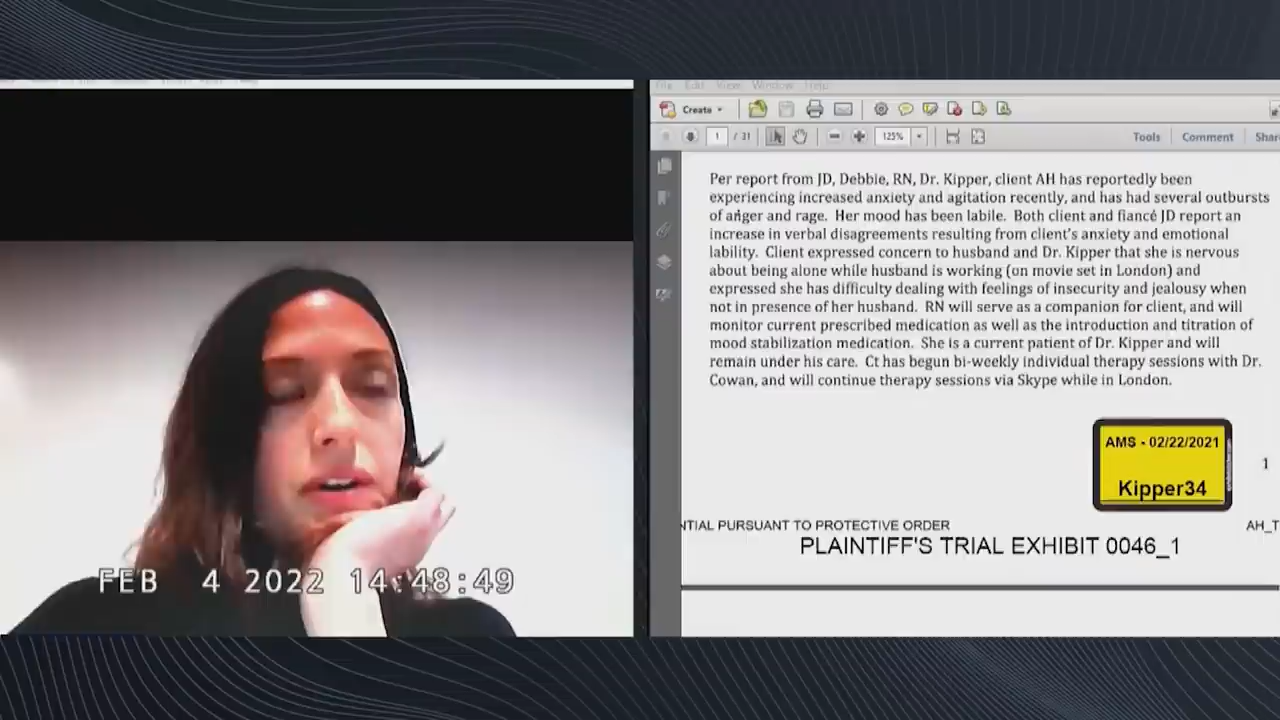 FEB 4 2022 14:48:49
File Edit View Window Help
Create
1 / 31
125%
Tools Comment
Per report from JD, Debbie, RN, Dr. Kipper, client AH has reportedly been
experiencing increased anxiety and agitation recently, and has had several outbursts
of anger and rage. Her mood has been labile. Both client and fiancé JD report an
increase in verbal disagreements resulting from client's anxiety and emotional
lability. Client expressed concern to husband and Dr. Kipper that she is nervous
about being alone while husband is working (on movie set in London) and
expressed she has difficulty dealing with feelings of insecurity and jealousy when
not in presence of her husband. RN will serve as a companion for client, and will
monitor current prescribed medication as well as the introduction and titration of
mood stabilization medication. She is a current patient of Dr. Kipper and will
remain under his care. Ct has begun bi-weekly individual therapy sessions with Dr.
Cowan, and will continue therapy sessions via Skype while in London.
AMS - 02/22/2021
Kipper34
1
NTIAL PURSUANT TO PROTECTIVE ORDER
AH_T
PLAINTIFF'S TRIAL EXHIBIT 0046_1